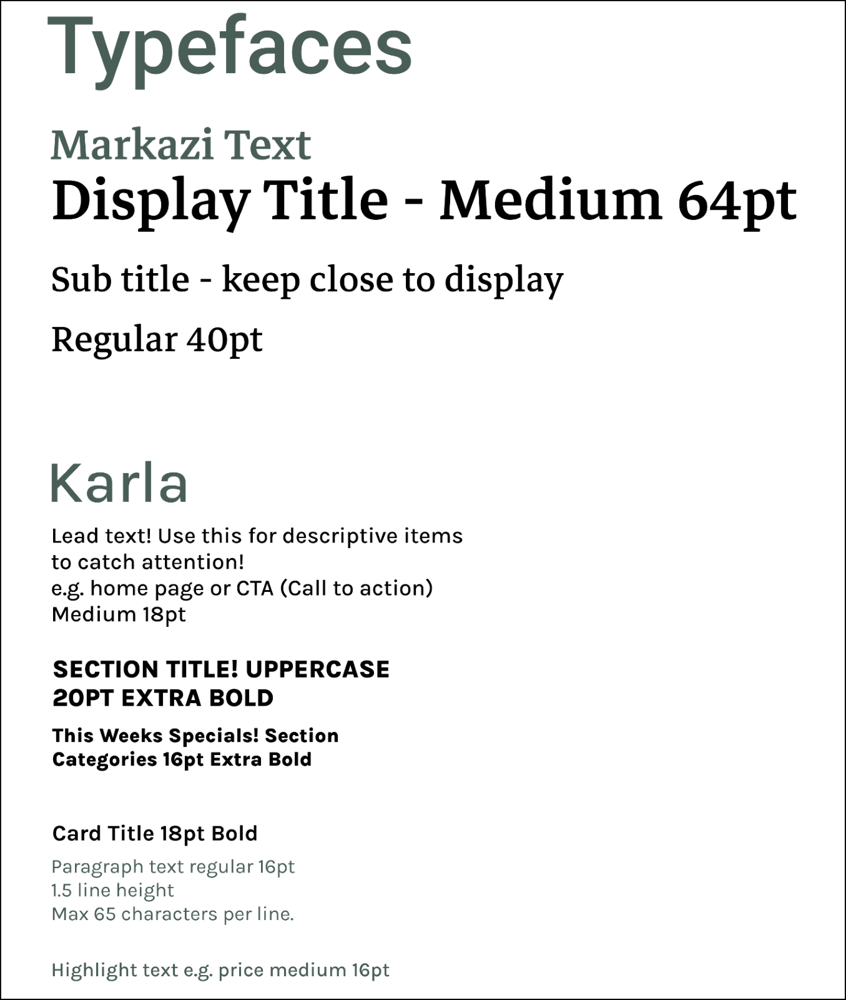 Typefaces
Markazi Text
Display Title - Medium 64pt
Sub title - keep close to display
Regular 40pt
Karla
Lead text! Use this for descriptive items
to catch attention!
e.g. home page or CTA (Call to action)
Medium 18pt
SECTION TITLE! UPPERCASE
20PT EXTRA BOLD
This Weeks Specials! Section
Categories 16pt Extra Bold
Card Title 18pt Bold
Paragraph text regular 16pt
1.5 line height
Max 65 characters per line.
Highlight text e.g. price medium 16pt